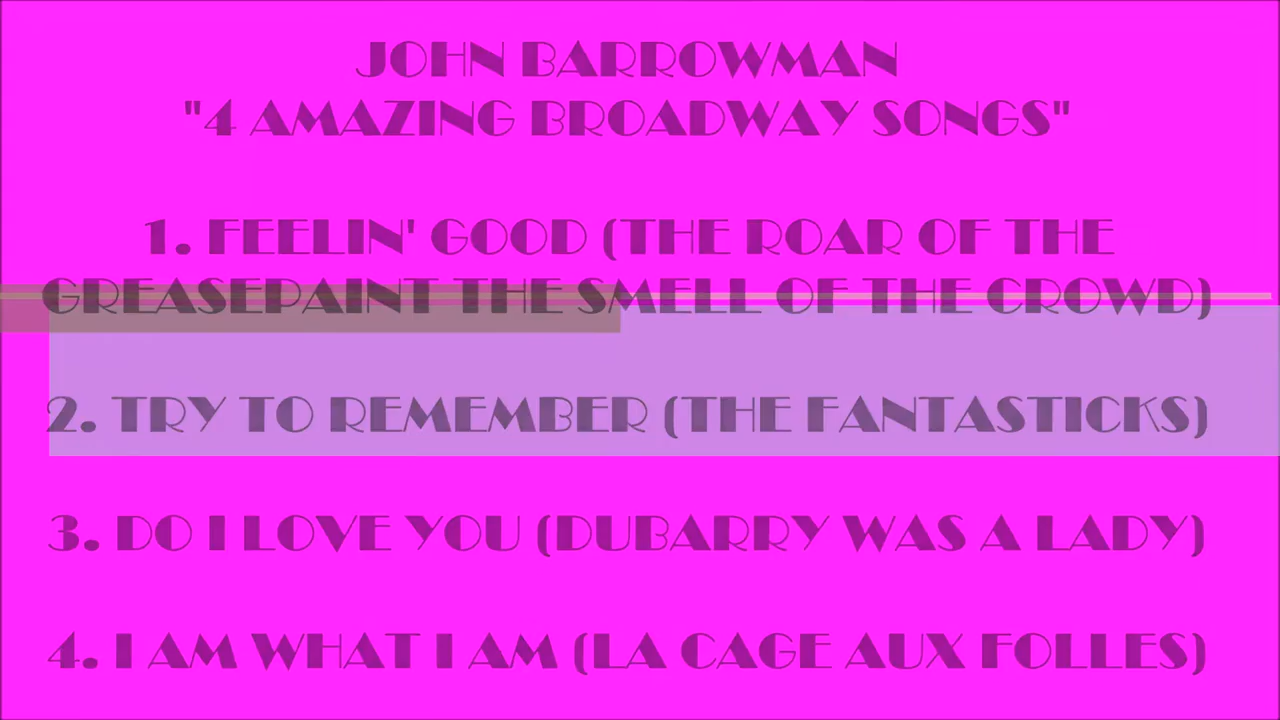 JOHN BARROWMAN
"4 AMAZING BROADWAY SONGS"
1. FEELIN' GOOD (THE ROAR OF THE
GREASEPAINT THE SMELL OF THE CROWD)
2. TRY TO REMEMBER (THE FANTASTICKS)
3. DO I LOVE YOU (DUBARRY WAS A LADY)
4. I AM WHAT I AM (LA CAGE AUX FOLLES)